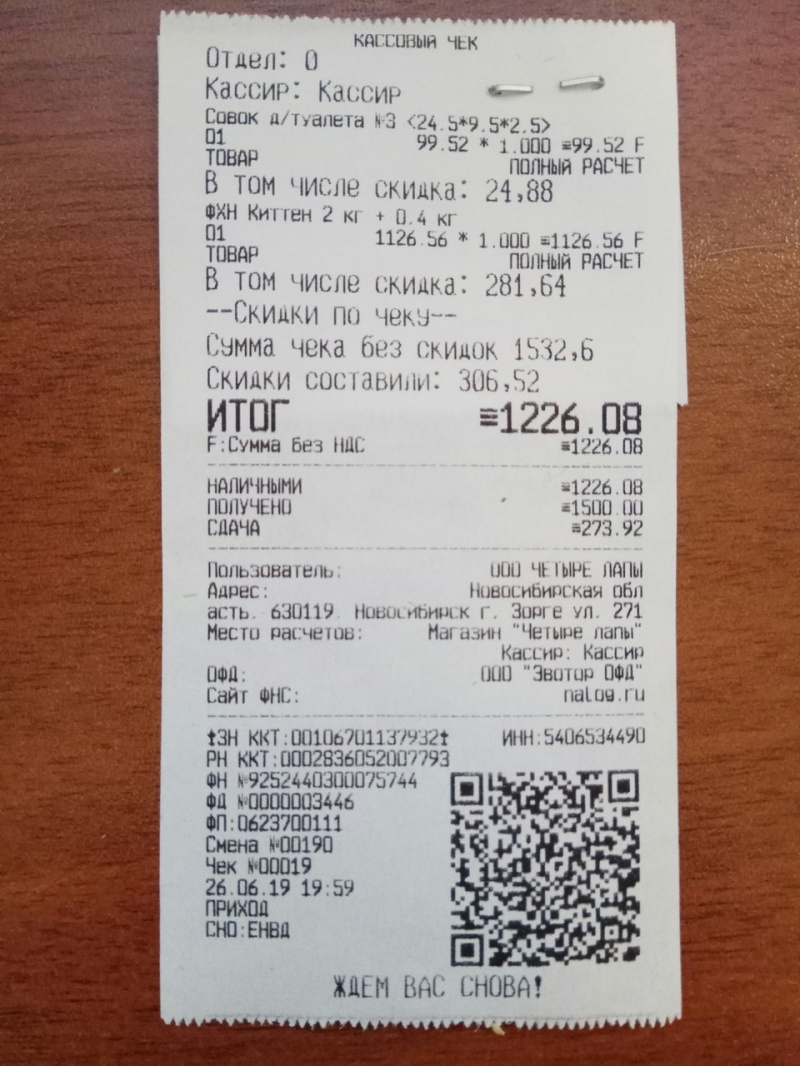 КАССОВЫЙ ЧЕК
Отдел: 0
Кассир: Кассир
Совок д/туалета №3 <24.5*9.5*2.5>
01 99.52 * 1.000 ≡99.52 F
ТОВАР ПОЛНЫЙ РАСЧЕТ
В том числе скидка: 24,88
ФХН Киттен 2 кг + 0.4 кг
01 1126.56 * 1.000 ≡1126.56 F
ТОВАР ПОЛНЫЙ РАСЧЕТ
В том числе скидка: 281,64
--Скидки по чеку--
Сумма чека без скидок 1532,6
Скидки составили: 306,52
ИТОГ ≡1226.08
F:Сумма без НДС ≡1226.08
НАЛИЧНЫМИ ≡1226.08
ПОЛУЧЕНО ≡1500.00
СДАЧА ≡273.92
Пользователь: ООО ЧЕТЫРЕ ЛАПЫ
Адрес: Новосибирская обл
асть. 630119. Новосибирск г. Зорге ул. 271
Место расчетов: Магазин "Четыре лапы"
Кассир: Кассир
ОФД: ООО "Эвотор ОФД"
Сайт ФНС: nalog.ru
ЗН ККТ:00106701137932 ИНН:5406534490
РН ККТ:0002836052007793
ФН №9252440300075744
ФД №0000003446
ФП:0623700111
Смена №00190
Чек №00019
26.06.19 19:59
ПРИХОД
СНО:ЕНВД
ЖДЕМ ВАС СНОВА!